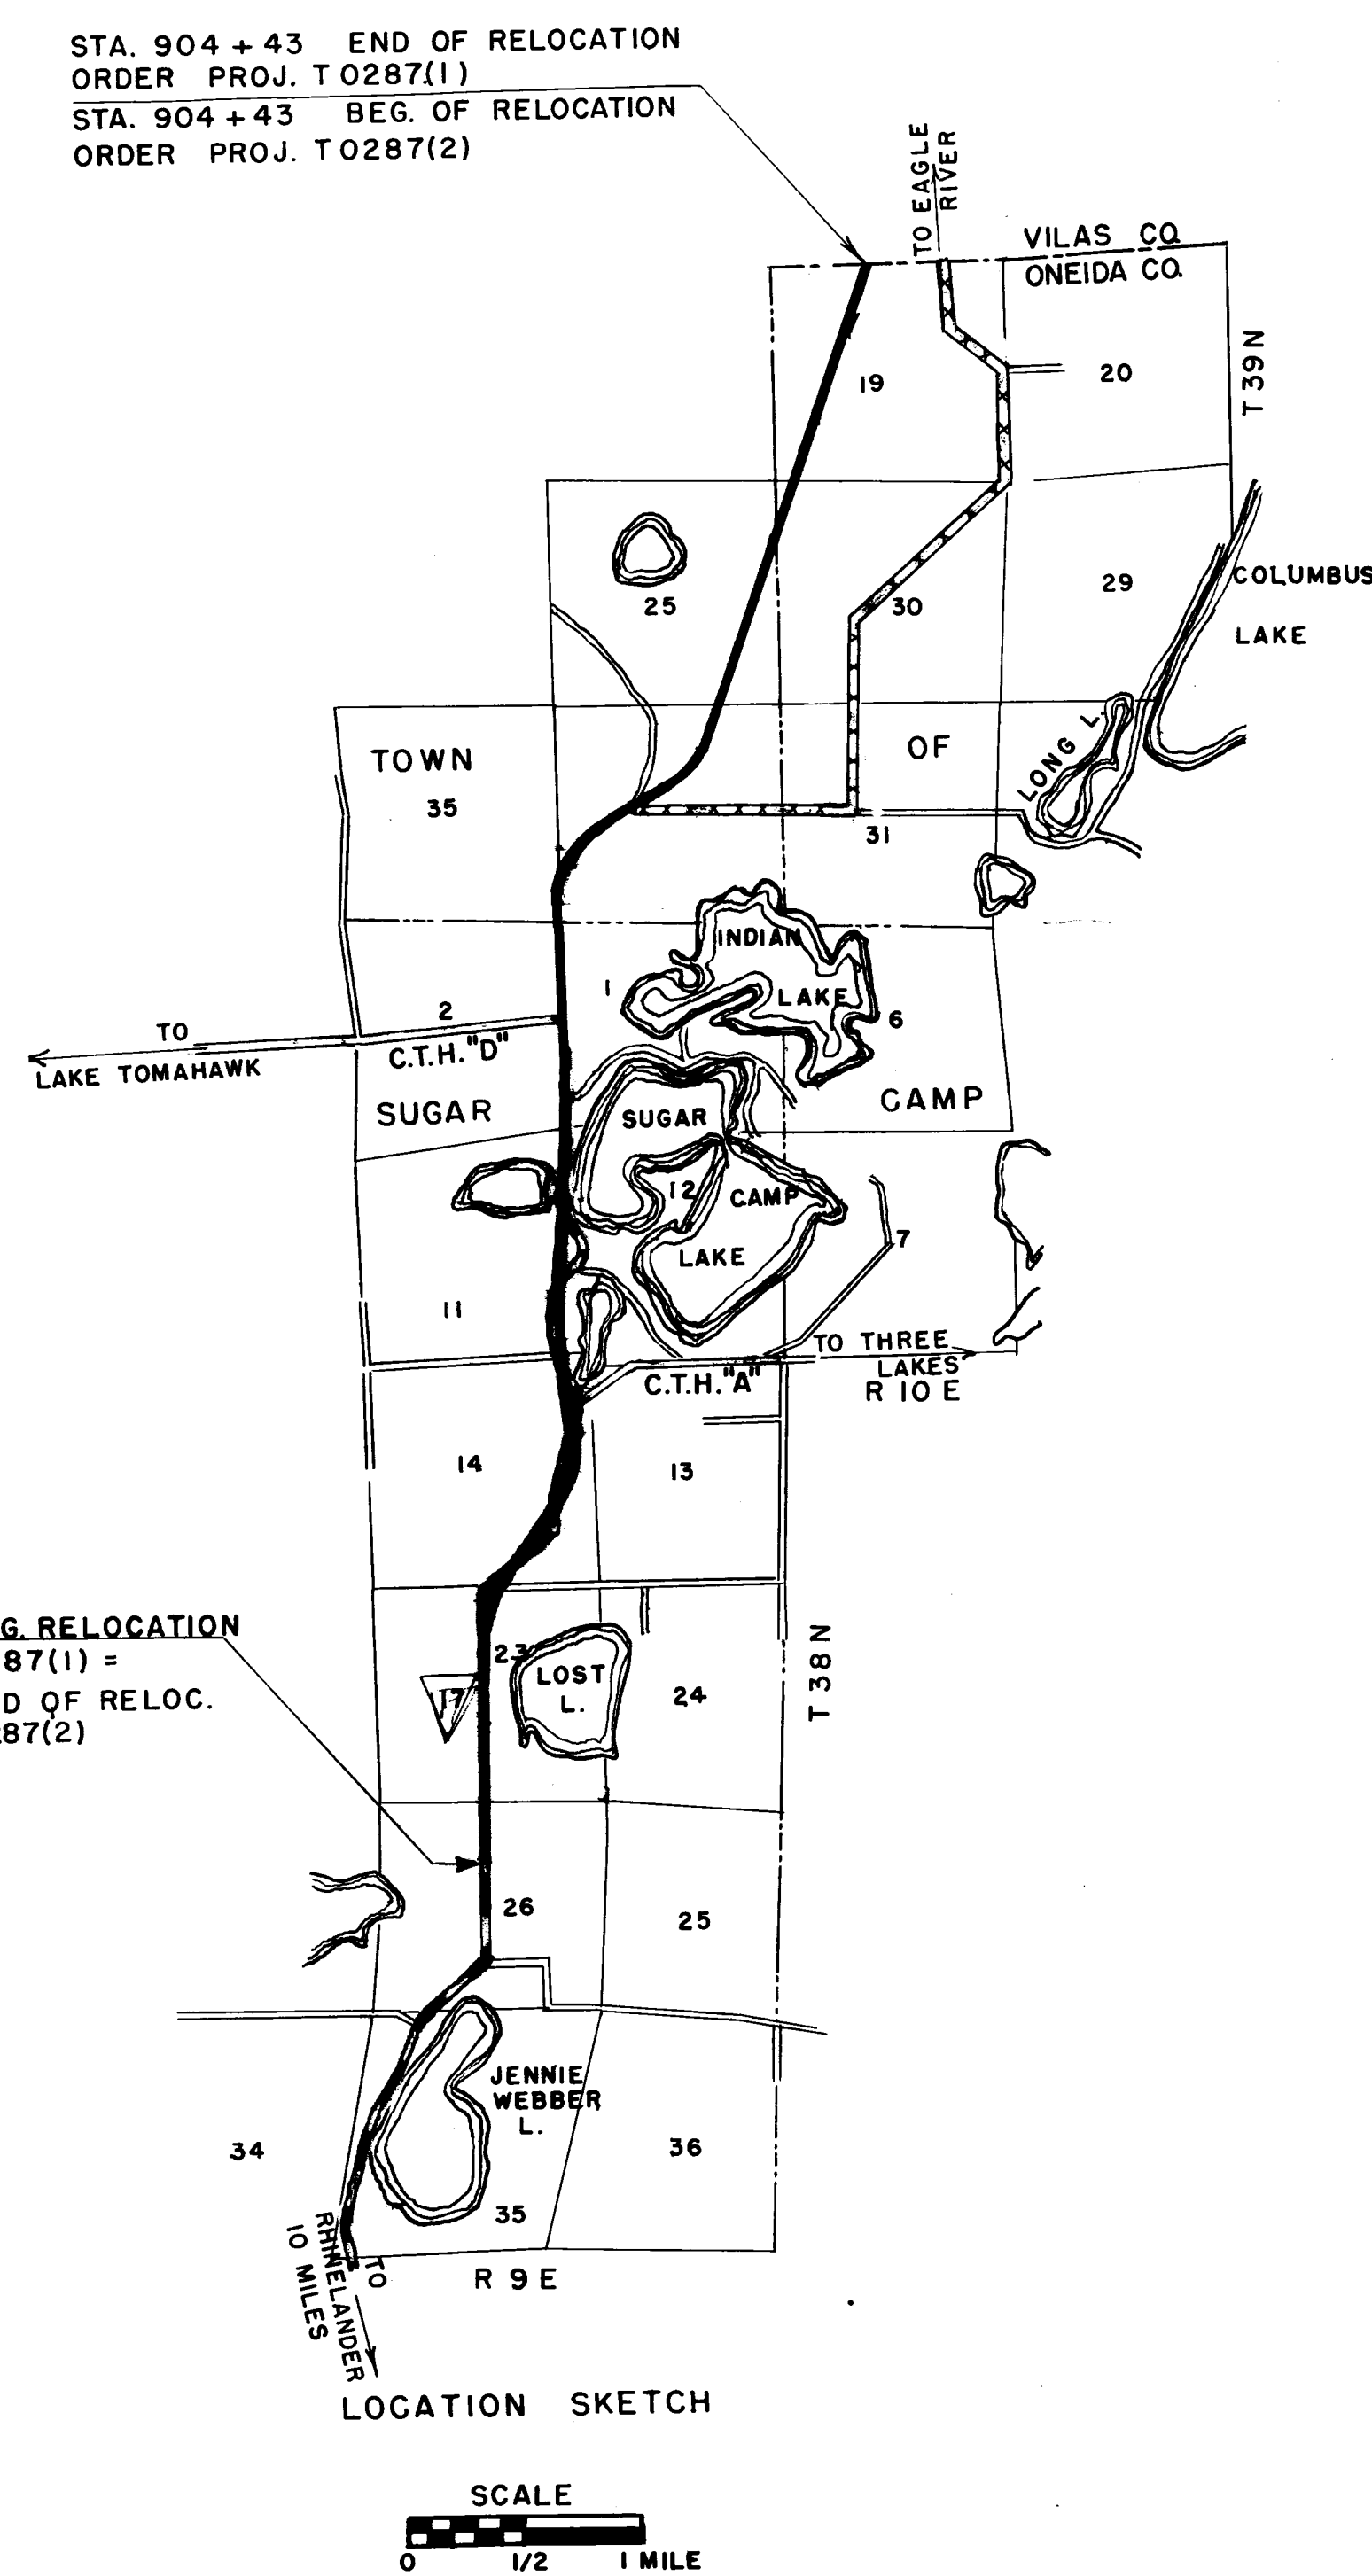 STA. 904 + 43 END OF RELOCATION
ORDER PROJ. T 0287(1)
STA. 904 + 43 BEG. OF RELOCATION
ORDER PROJ. T 0287(2)
TO EAGLE
RIVER
VILAS CO.
ONEIDA CO.
19
20
T 39 N
25
30
29
COLUMBUS
LAKE
TOWN
OF
LONG L.
35
31
INDIAN
LAKE
1
2
6
TO
LAKE TOMAHAWK
C.T.H. "D"
SUGAR
SUGAR
CAMP
12
CAMP
LAKE
7
11
TO THREE
LAKES
C.T.H. "A"
R 10 E
14
13
G. RELOCATION
87(1) =
D OF RELOC.
87(2)
23
17
LOST
L.
24
T 38 N
26
25
JENNIE
WEBBER
L.
34
36
35
TO
RHINELANDER
10 MILES
R 9 E
LOCATION SKETCH
SCALE
0 1/2 1 MILE